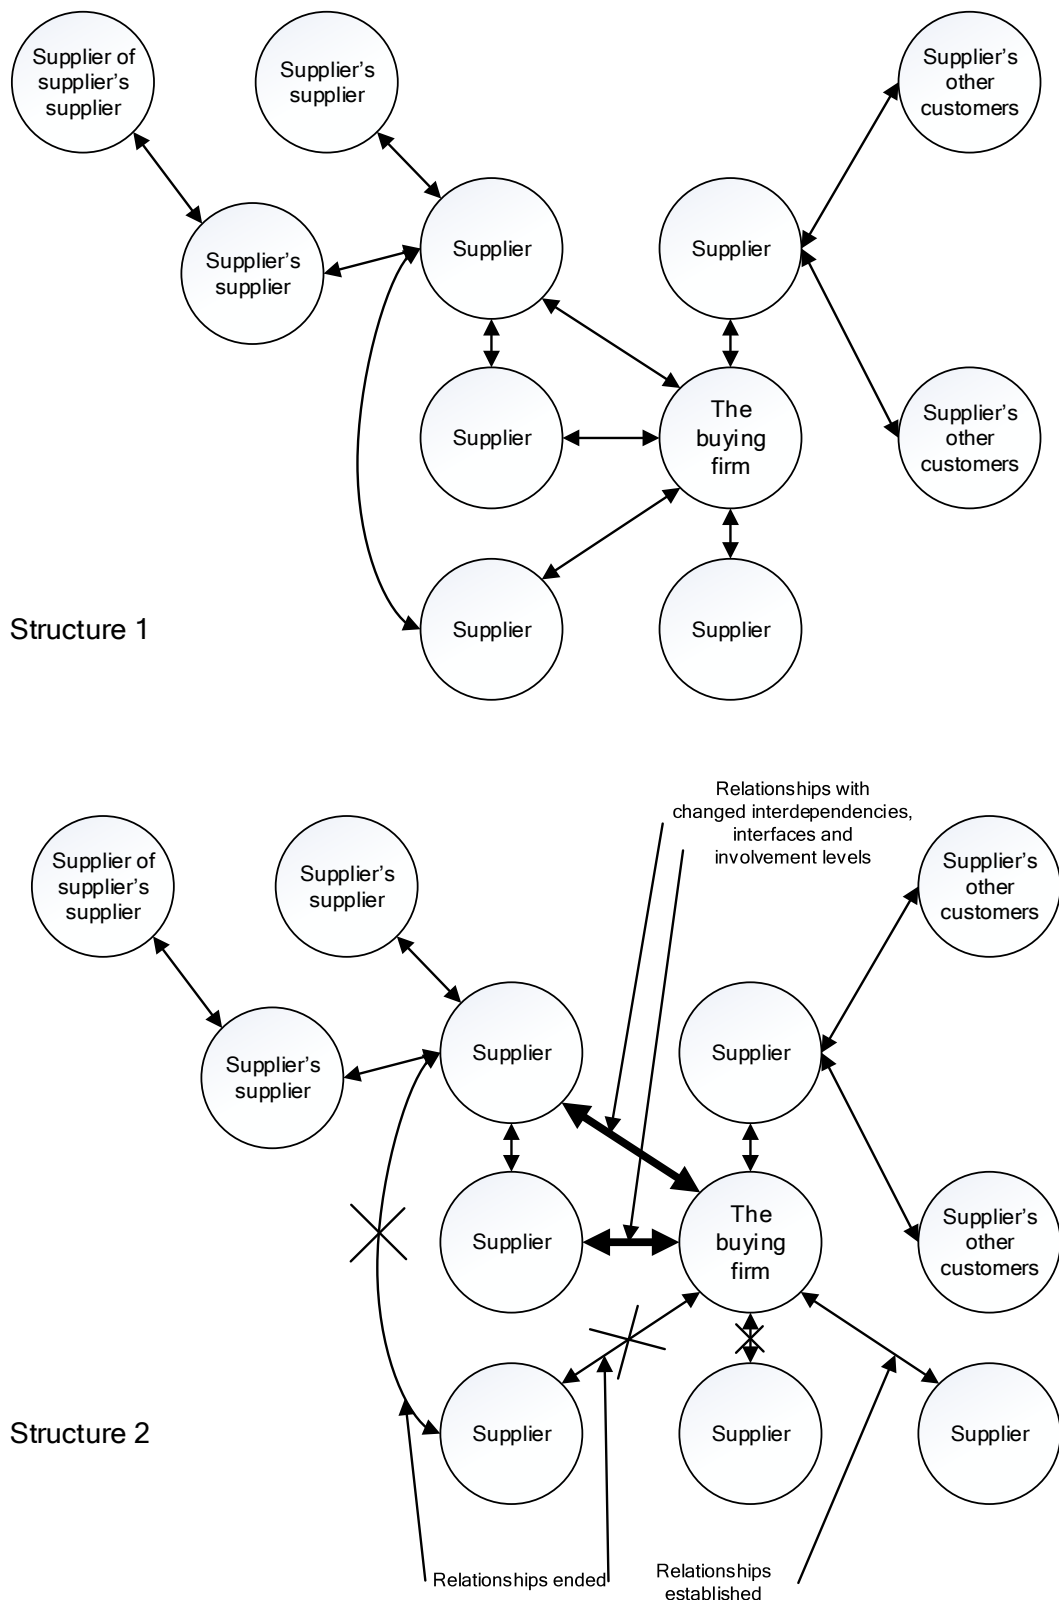 Supplier of
supplier’s
supplier
Supplier’s
supplier
Supplier’s
other
customers
Supplier’s
supplier
Supplier
Supplier
Supplier
The
buying
firm
Supplier’s
other
customers
Structure 1
Supplier
Supplier
Relationships with
changed interdependencies,
interfaces and
involvement levels
Supplier of
supplier’s
supplier
Supplier’s
supplier
Supplier’s
other
customers
Supplier’s
supplier
Supplier
Supplier
Supplier
The
buying
firm
Supplier’s
other
customers
Structure 2
Supplier
Supplier
Supplier
Relationships ended
Relationships
established